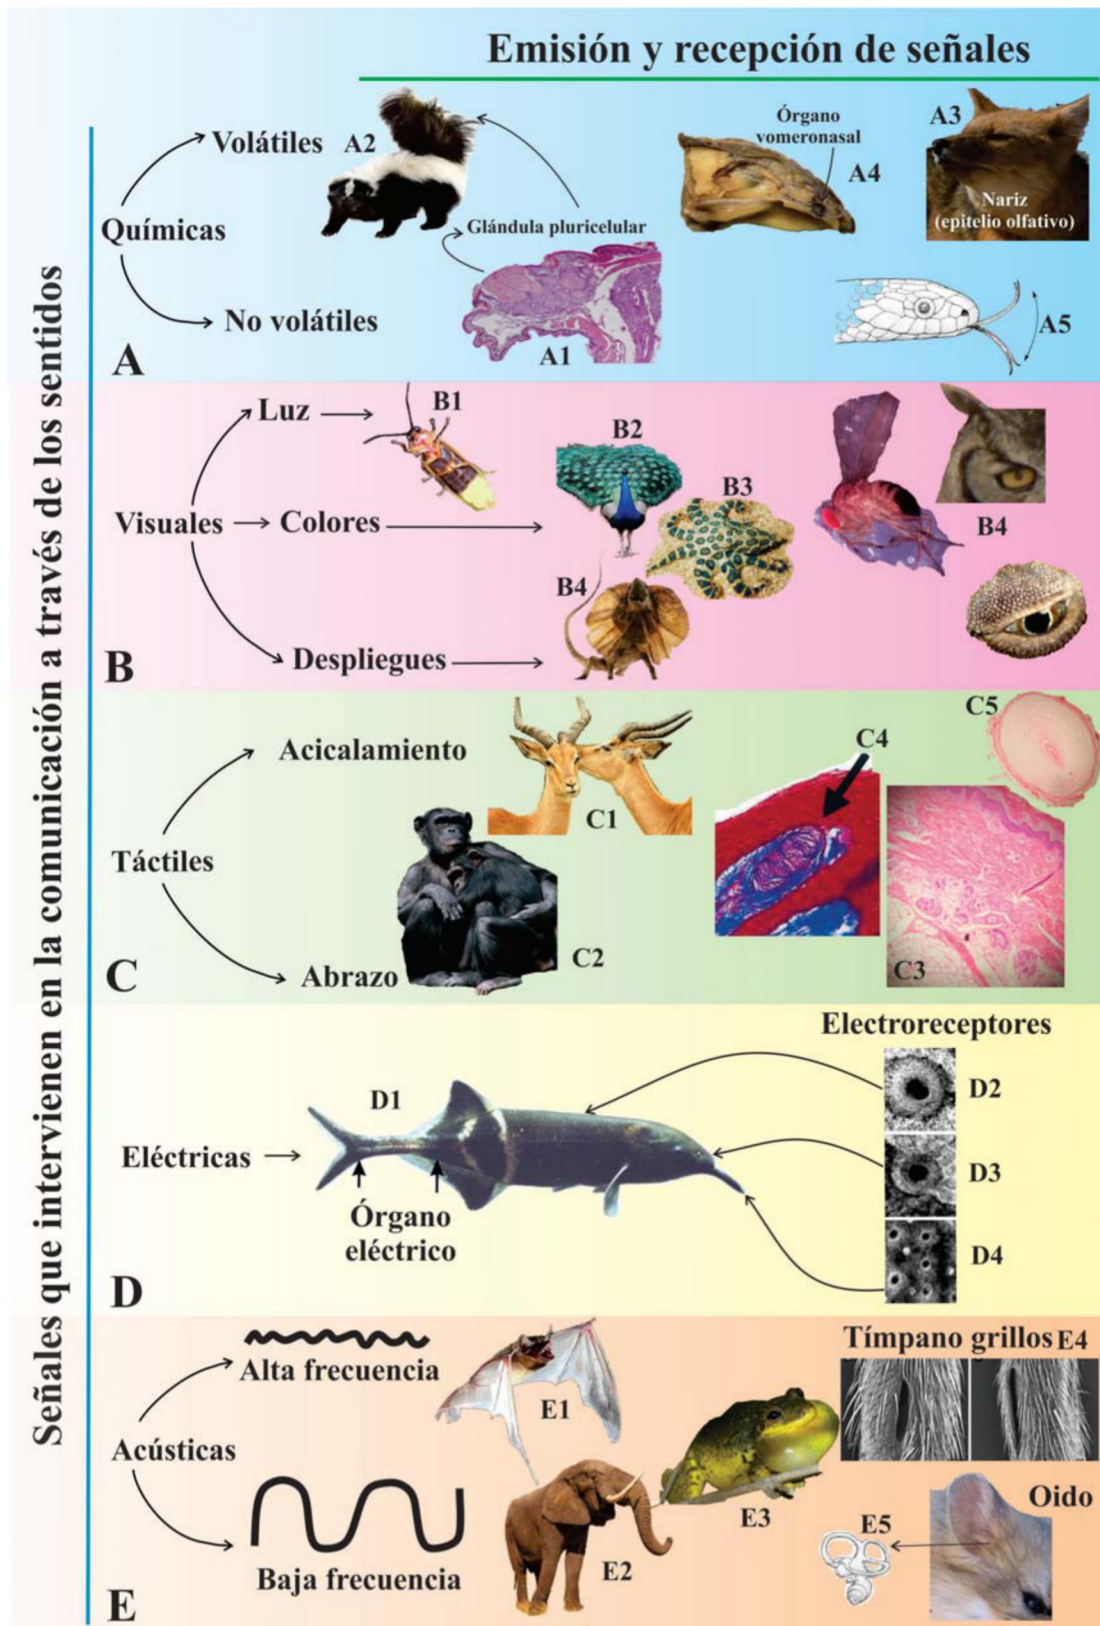 Señales que intervienen en la comunicación a través de los sentidos
Emisión y recepción de señales
A
Químicas
Volátiles
No volátiles
A2
Glándula pluricelular
A1
Órgano
vomeronasal
A4
A3
Nariz
(epitelio olfativo)
A5
B
Visuales
Luz
Colores
Despliegues
B1
B2
B3
B4
B4
C
Táctiles
Acicalamiento
Abrazo
C1
C2
C4
C5
C3
D
Eléctricas
D1
Órgano
eléctrico
Electroreceptores
D2
D3
D4
E
Acústicas
Alta frecuencia
Baja frecuencia
E1
E2
E3
Tímpano grillos E4
E5
Oido